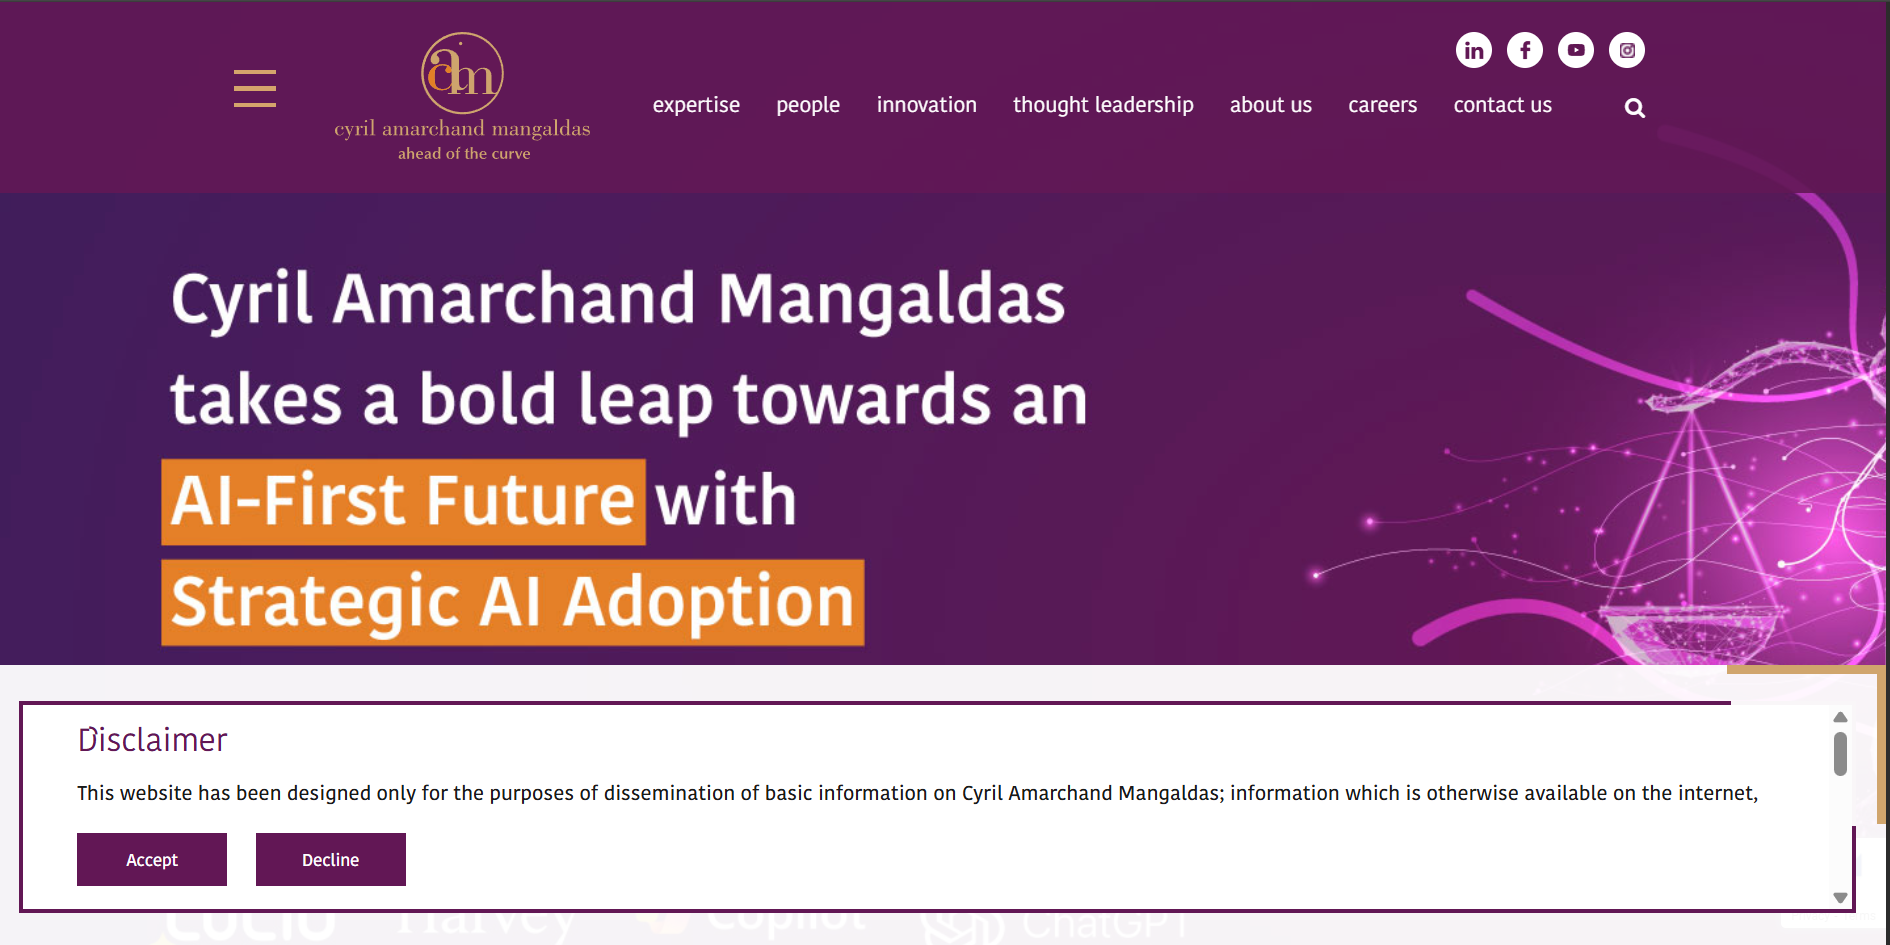 cam
cyril amarchand mangaldas
ahead of the curve
in f
expertise people innovation thought leadership about us careers contact us
Cyril Amarchand Mangaldas
takes a bold leap towards an
AI-First Future with
Strategic AI Adoption
Disclaimer
This website has been designed only for the purposes of dissemination of basic information on Cyril Amarchand Mangaldas; information which is otherwise available on the internet,
Accept Decline
Lucio Harvey Copilot ChatGPT